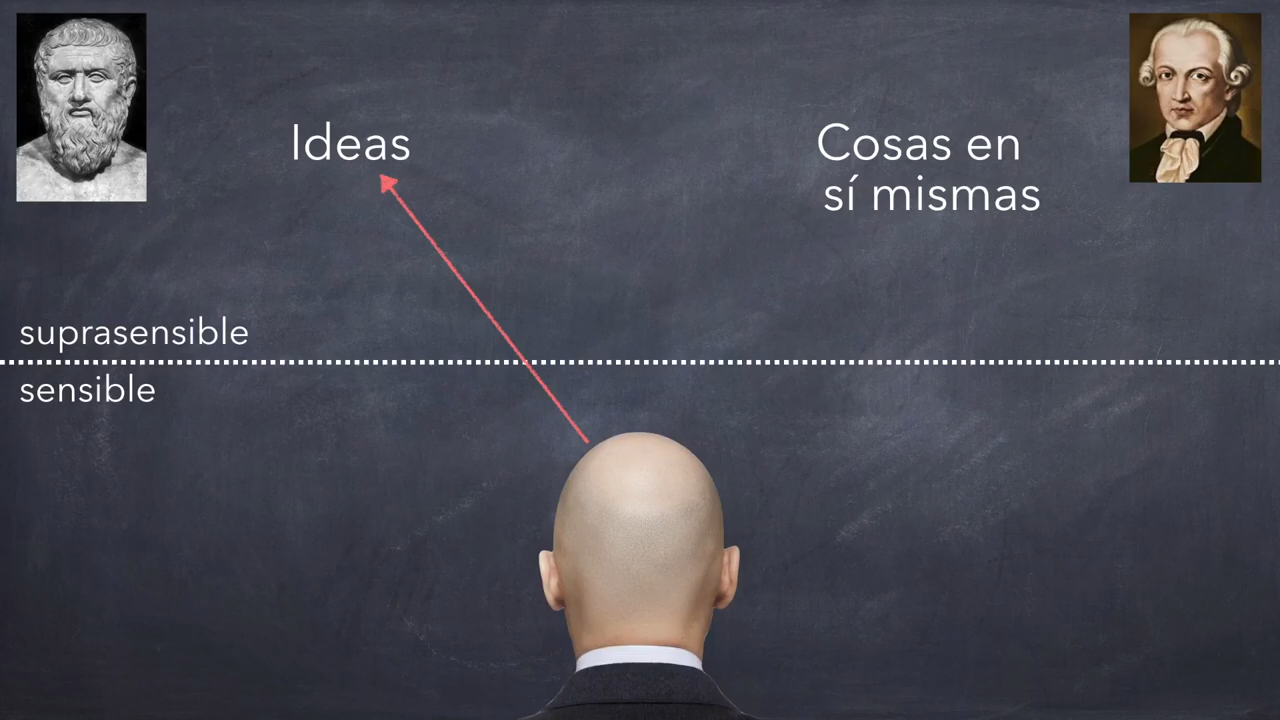 Ideas
Cosas en
sí mismas
suprasensible
sensible